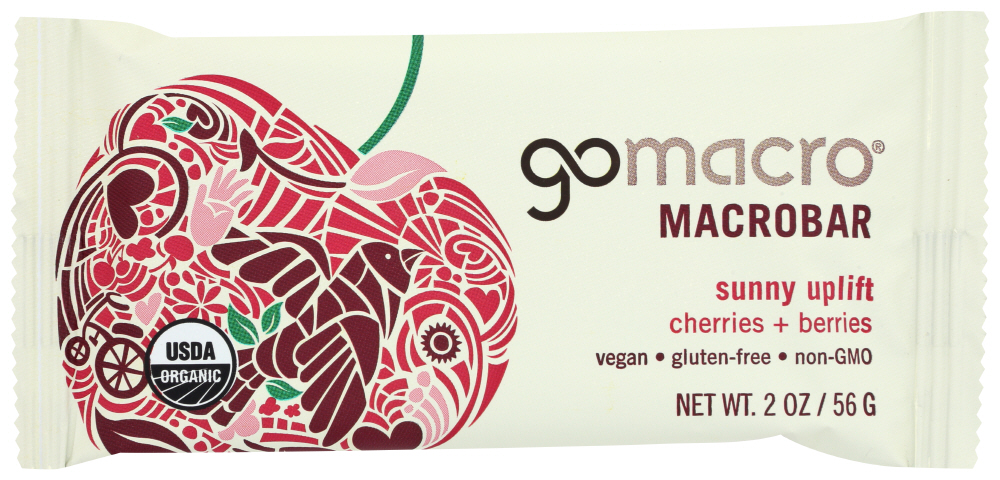 gomacro®
MACROBAR
sunny uplift
cherries + berries
vegan • gluten-free • non-GMO
NET WT. 2 OZ / 56 G
USDA
ORGANIC